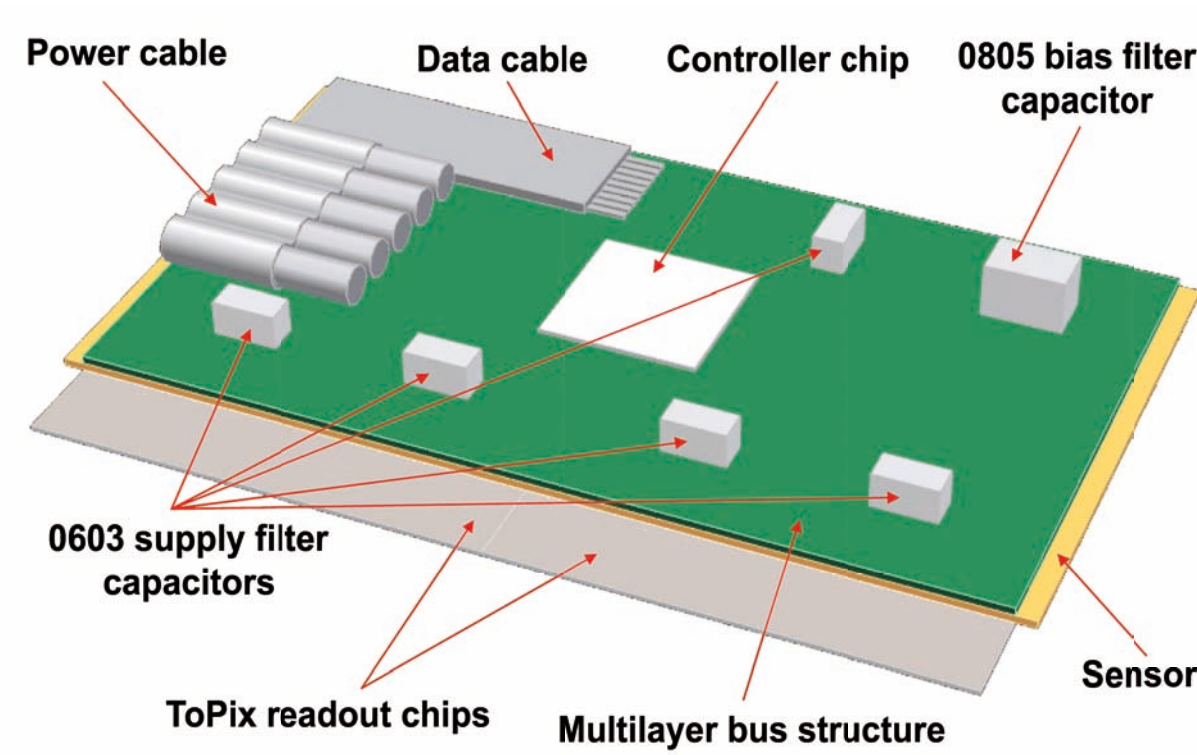 Power cable
Data cable
Controller chip
0805 bias filter
capacitor
0603 supply filter
capacitors
ToPix readout chips
Multilayer bus structure
Sensor